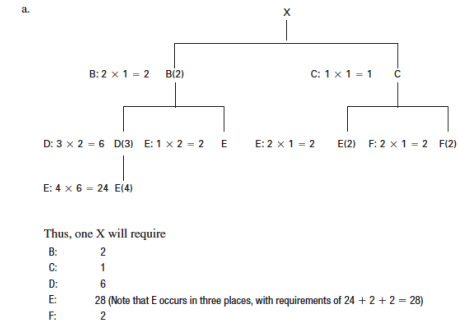 a.
X
B: 2 × 1 = 2 B(2) C: 1 × 1 = 1 C
D: 3 × 2 = 6 D(3) E: 1 × 2 = 2 E E: 2 × 1 = 2 E(2) F: 2 × 1 = 2 F(2)
E: 4 × 6 = 24 E(4)
Thus, one X will require
B: 2
C: 1
D: 6
E: 28 (Note that E occurs in three places, with requirements of 24 + 2 + 2 = 28)
F: 2